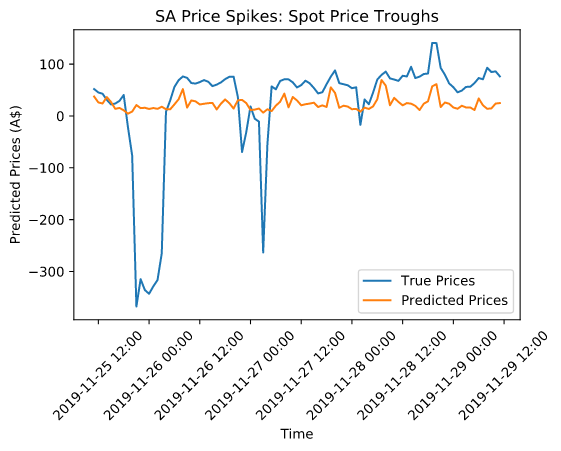 SA Price Spikes: Spot Price Troughs
Predicted Prices (A$)
100
0
−100
−200
−300
True Prices
Predicted Prices
2019-11-25 12:00
2019-11-26 00:00
2019-11-26 12:00
2019-11-27 00:00
2019-11-27 12:00
2019-11-28 00:00
2019-11-28 12:00
2019-11-29 00:00
2019-11-29 12:00
Time